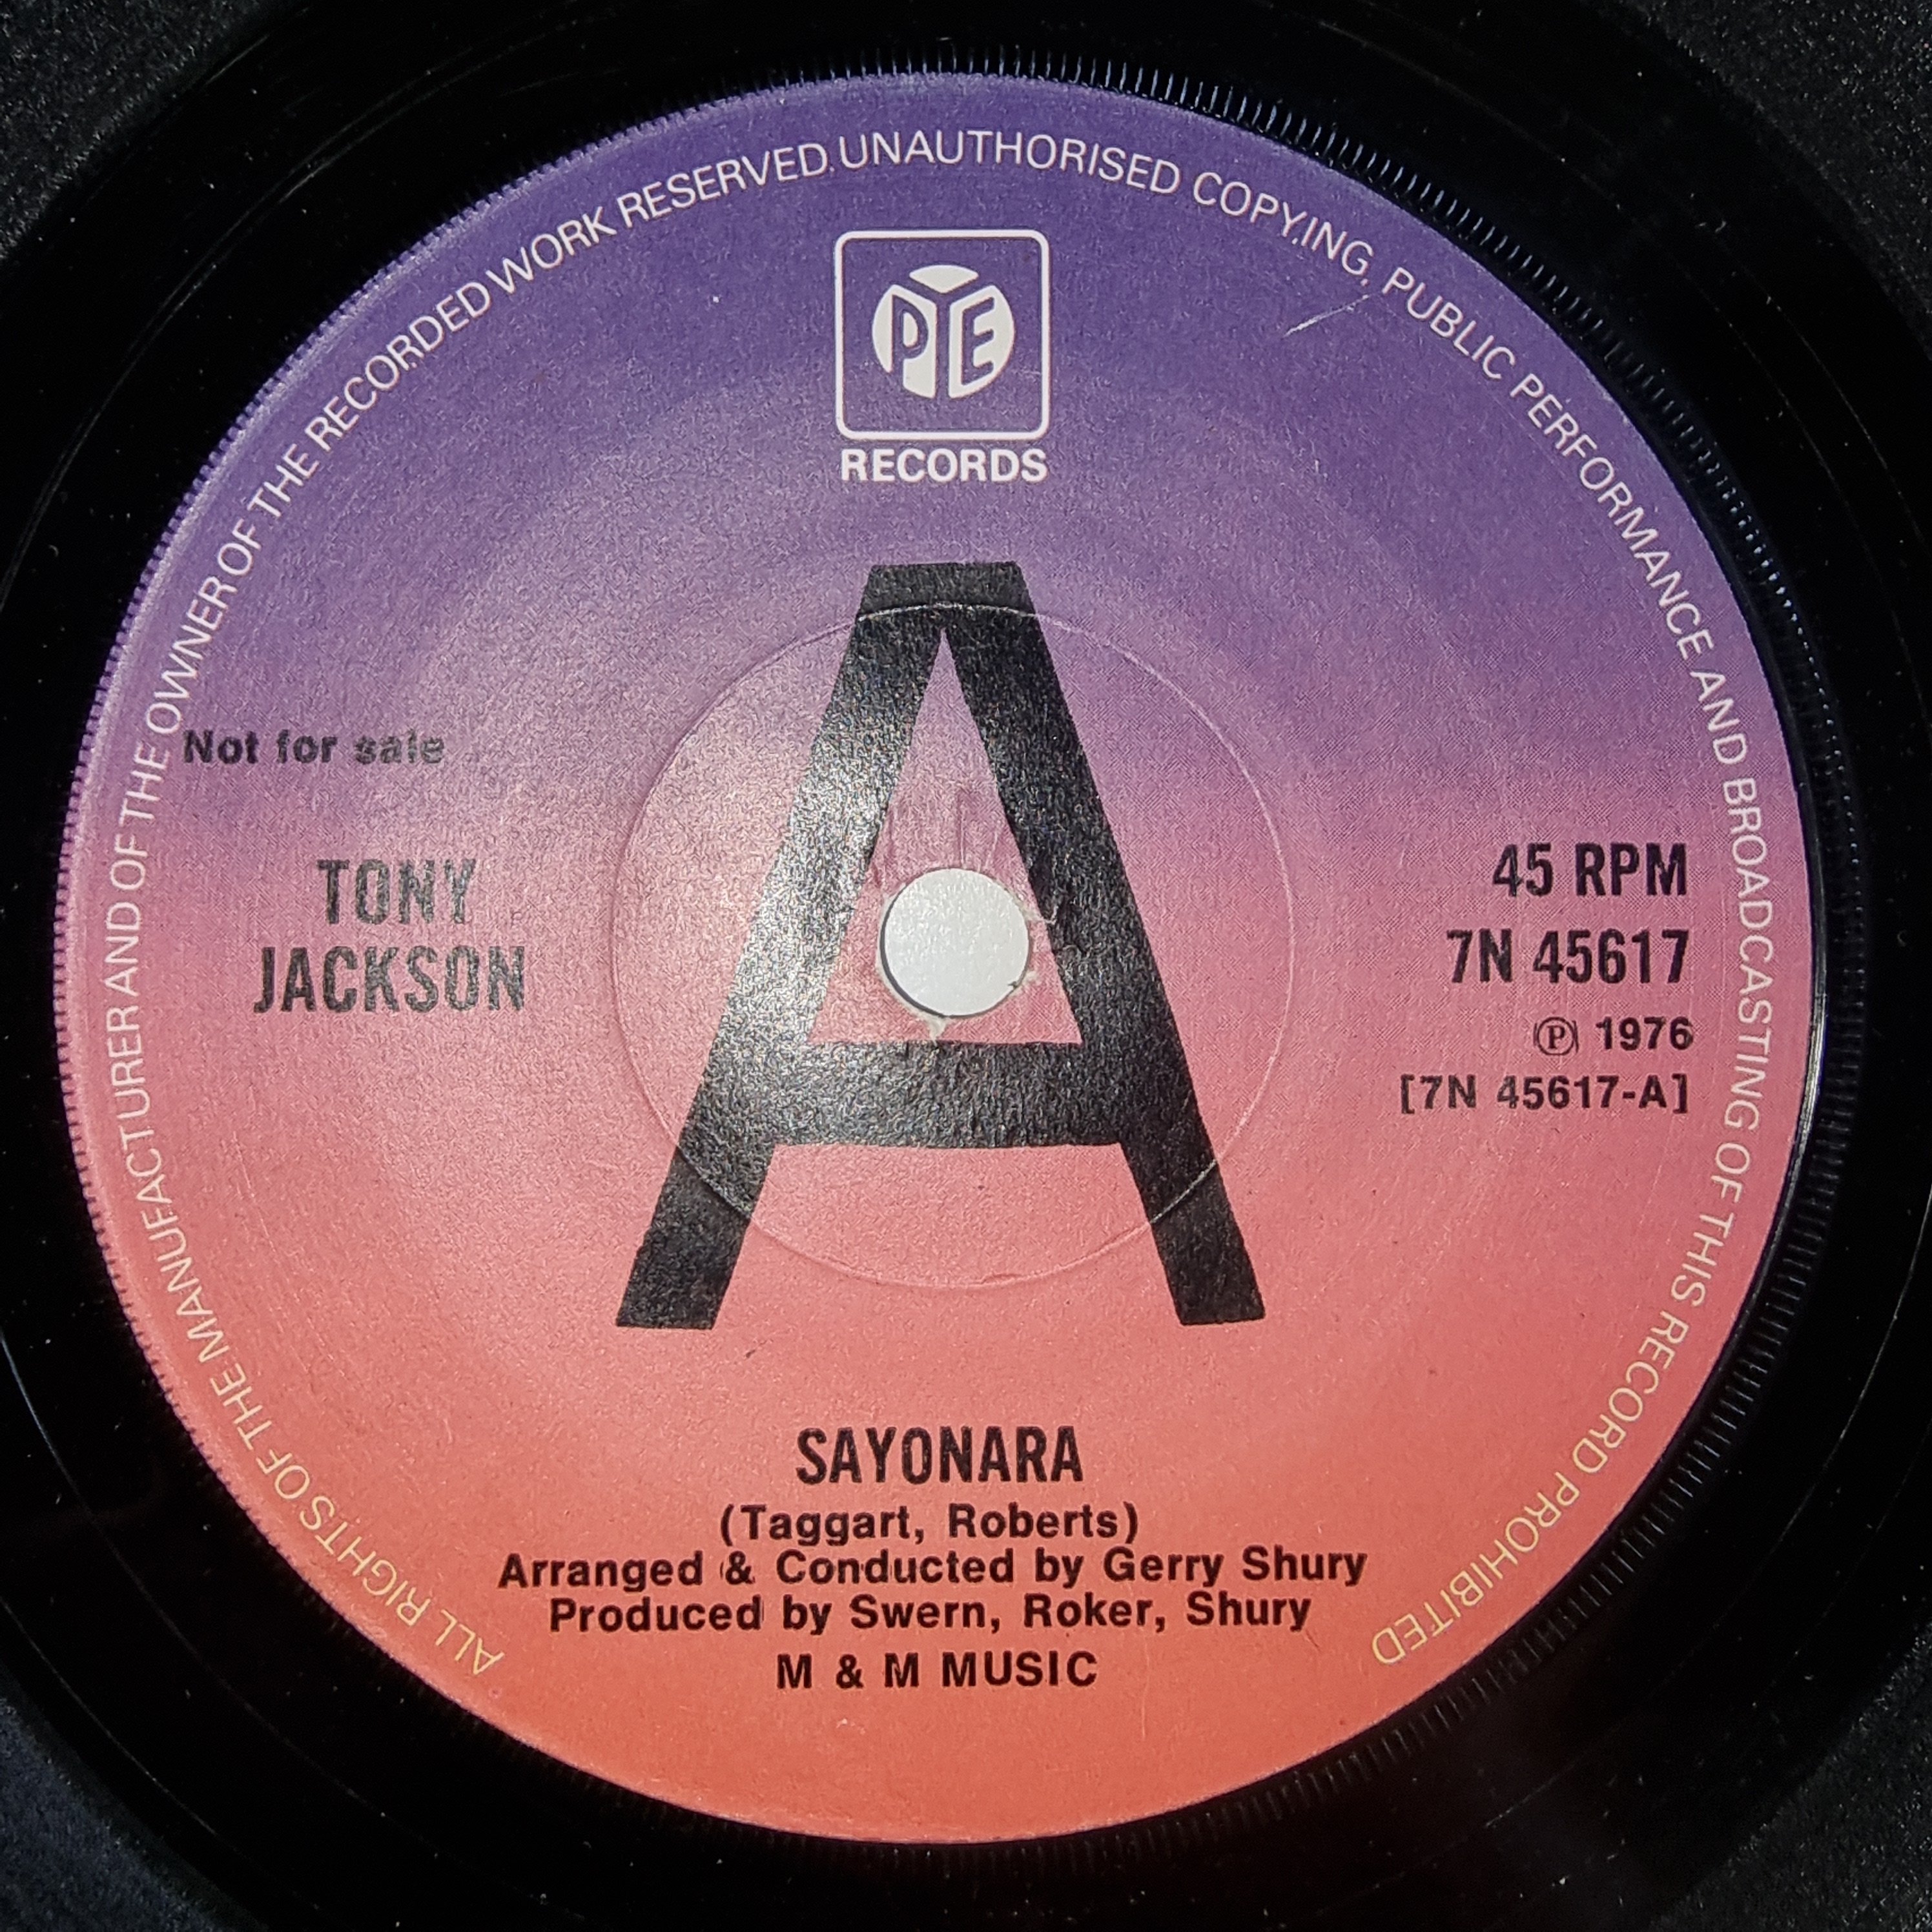 ALL RIGHTS OF THE MANUFACTURER AND OF THE OWNER OF THE RECORDED WORK RESERVED. UNAUTHORISED COPYING, PUBLIC PERFORMANCE AND BROADCASTING OF THIS RECORD PROHIBITED
PYE
RECORDS
A
Not for sale
TONY
JACKSON
45 RPM
7N 45617
℗ 1976
[7N 45617-A]
SAYONARA
(Taggart, Roberts)
Arranged & Conducted by Gerry Shury
Produced by Swern, Roker, Shury
M & M MUSIC